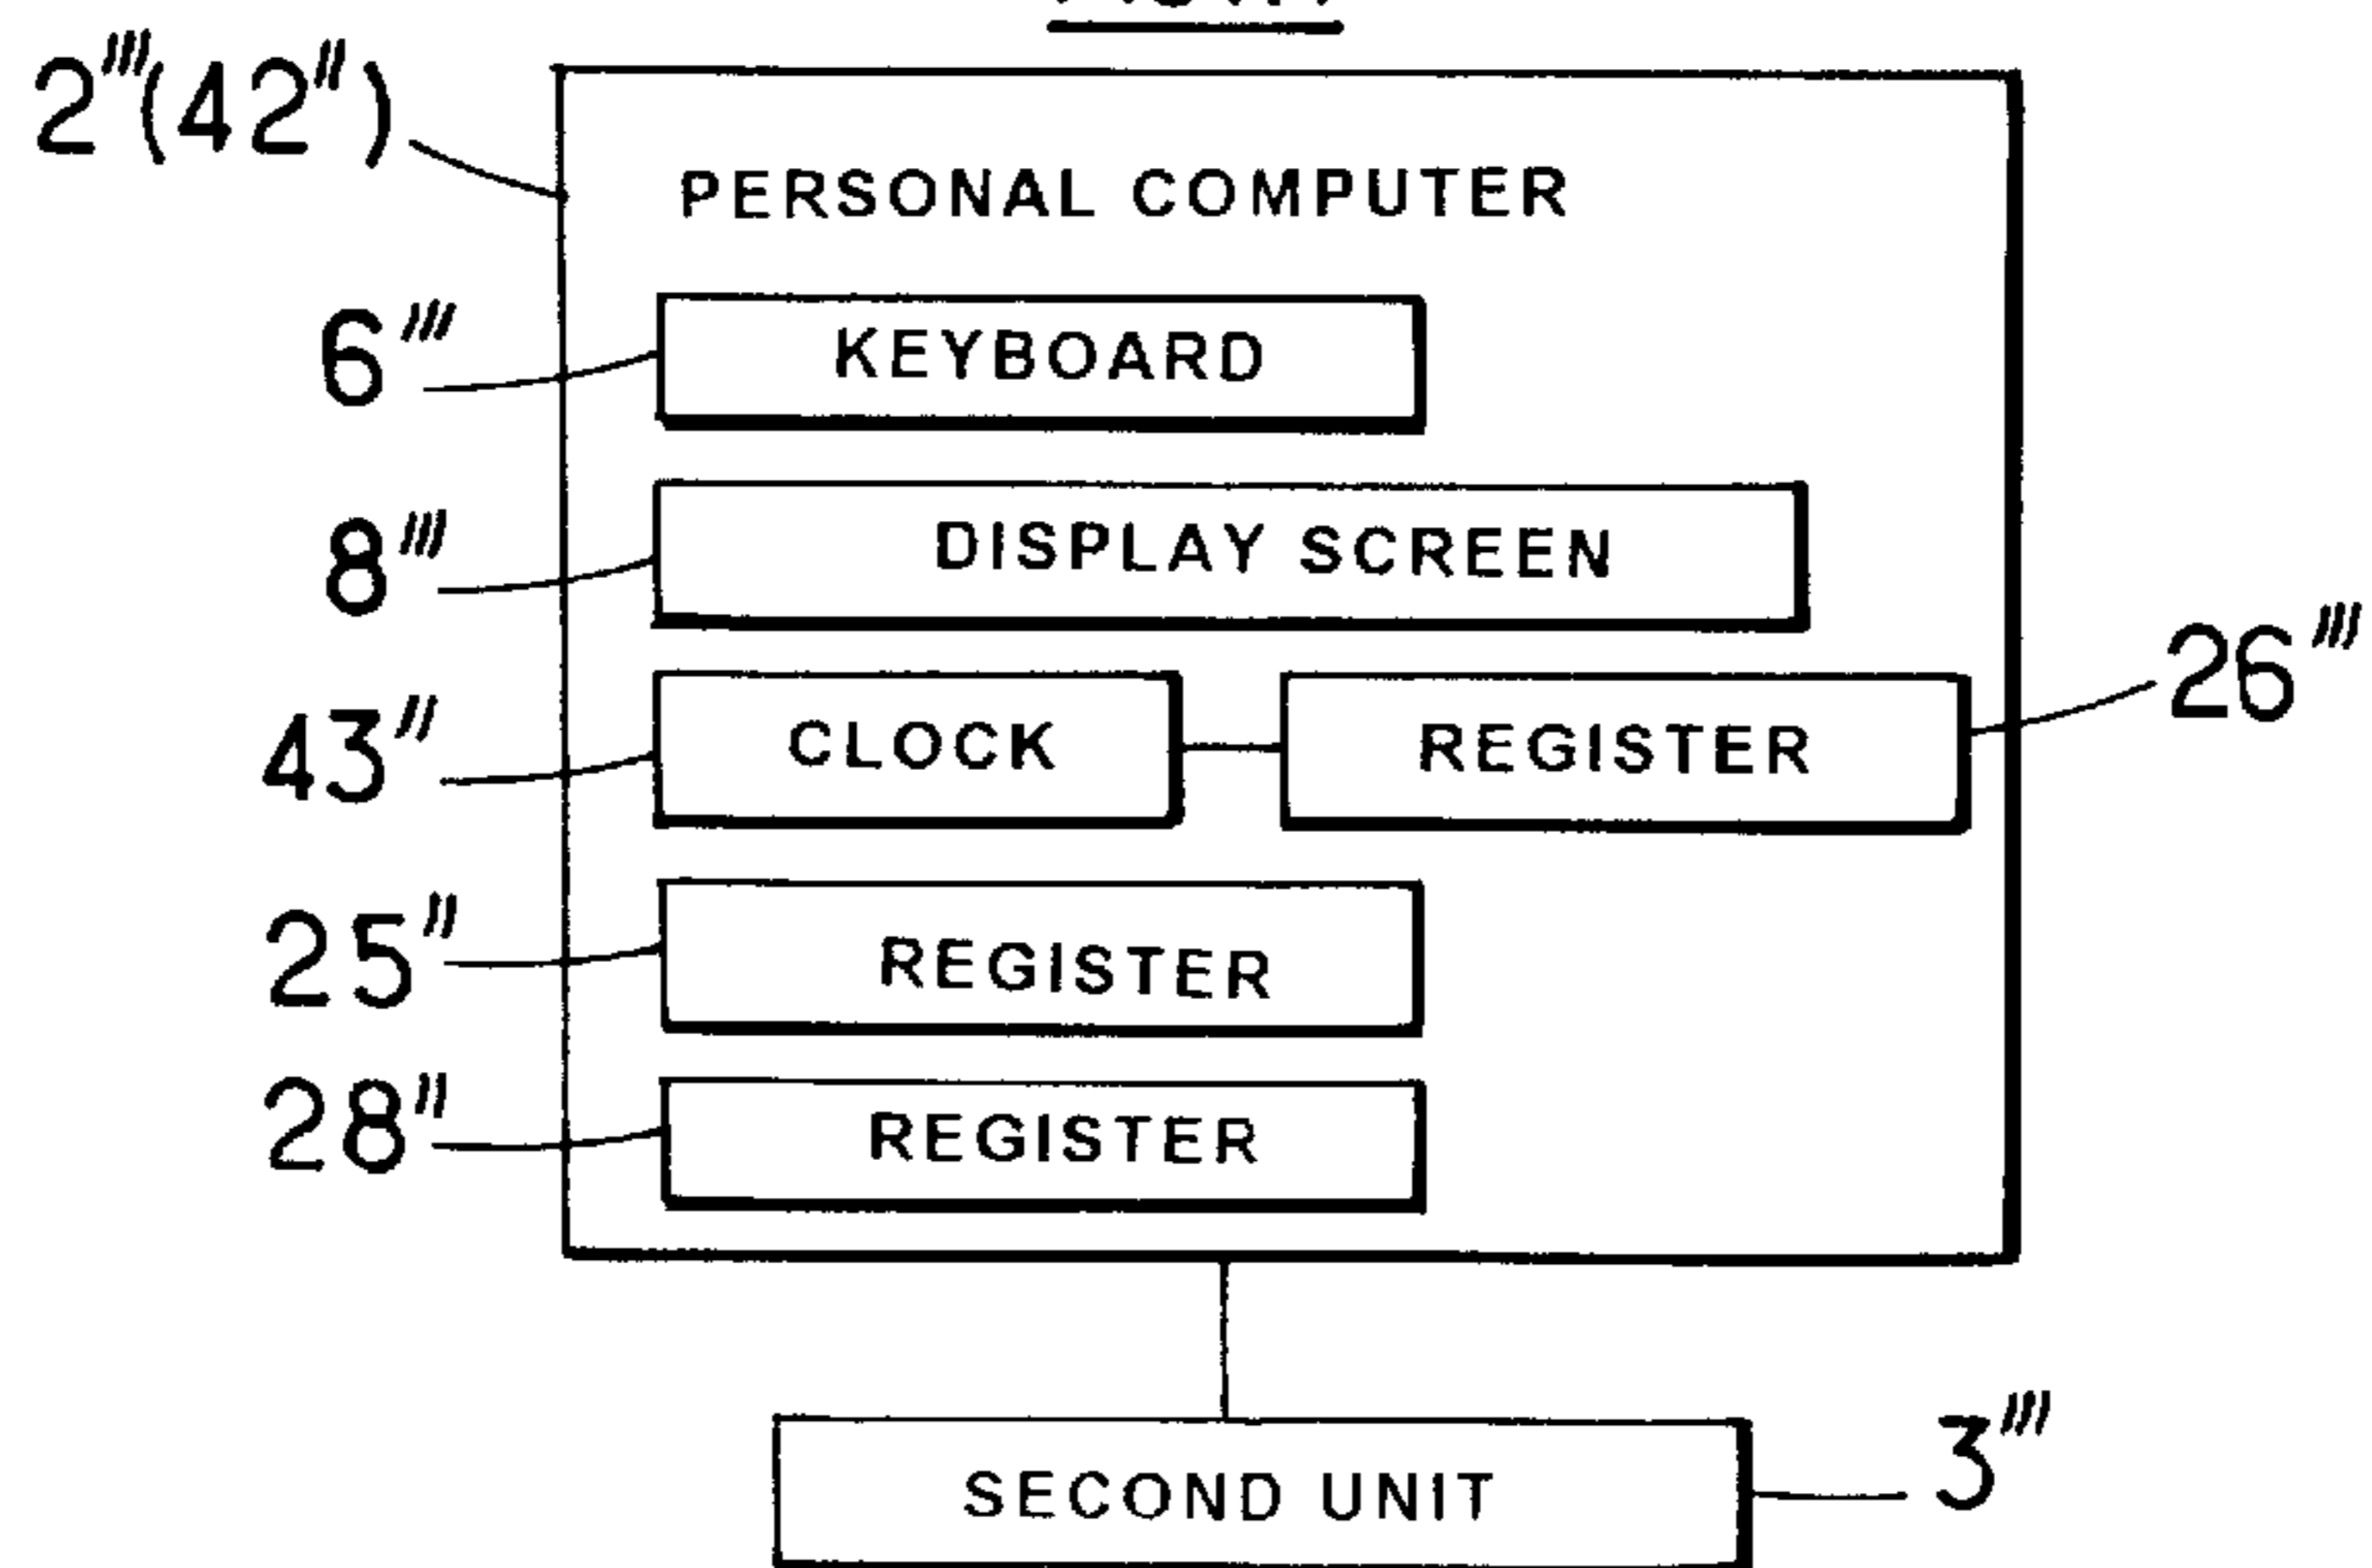 2‴(42″)
PERSONAL COMPUTER
6‴ KEYBOARD
8‴ DISPLAY SCREEN
43″ CLOCK REGISTER 26‴
25″ REGISTER
28″ REGISTER
SECOND UNIT 3‴